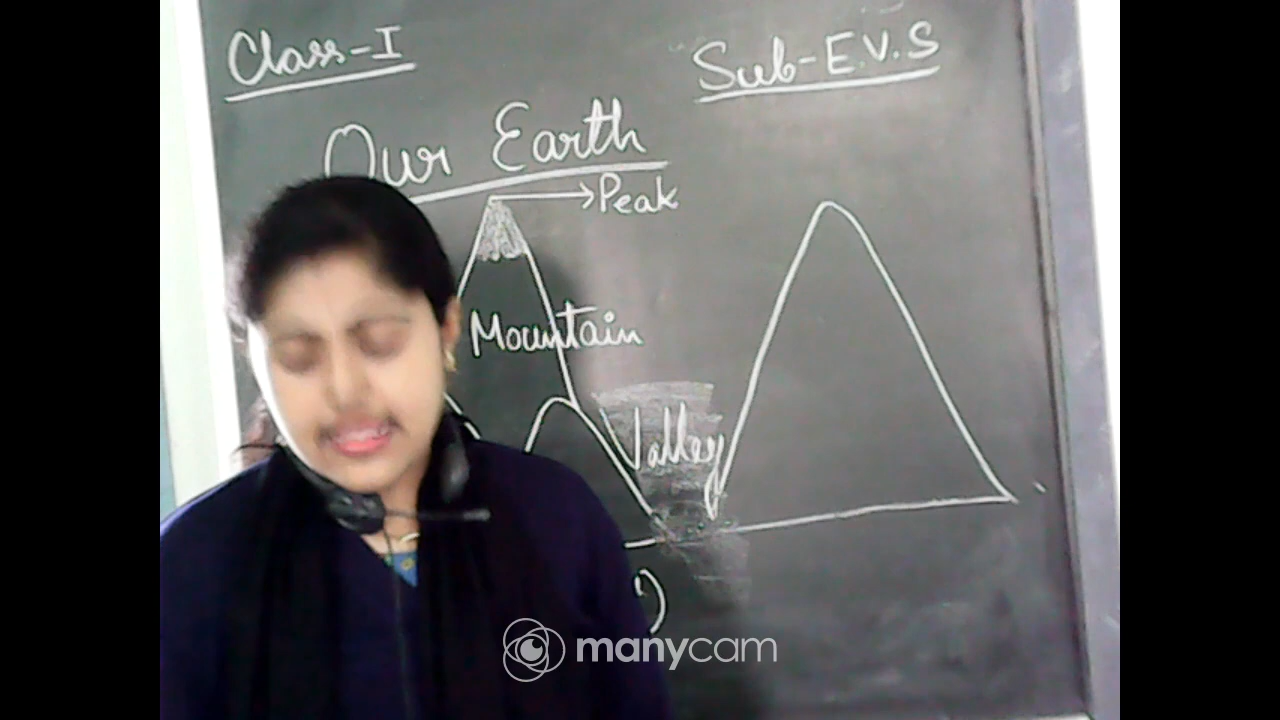 Class-I
Sub-E.V.S
Our Earth
Peak
Mountain
Valley
manycam